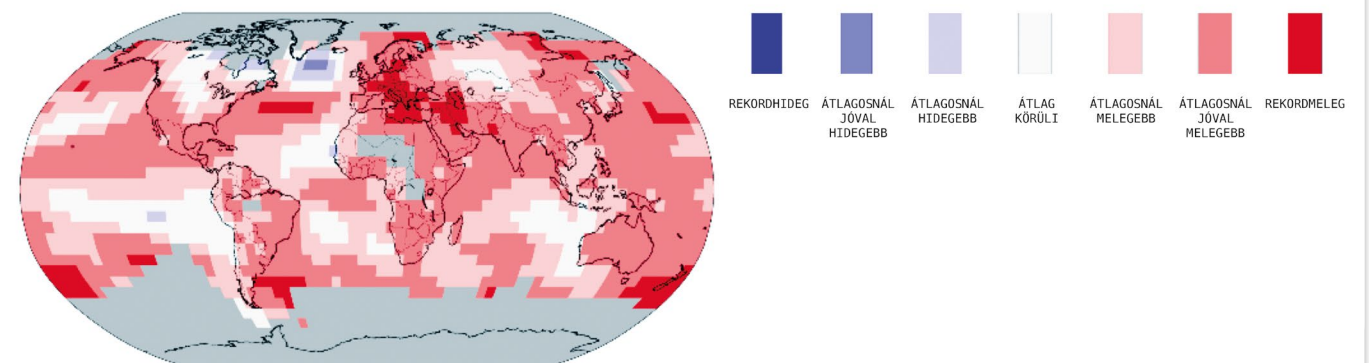 REKORDHIDEG
ÁTLAGOSNÁL
JÓVAL
HIDEGEBB
ÁTLAGOSNÁL
HIDEGEBB
ÁTLAG
KÖRÜLI
ÁTLAGOSNÁL
MELEGEBB
ÁTLAGOSNÁL
JÓVAL
MELEGEBB
REKORDMELEG